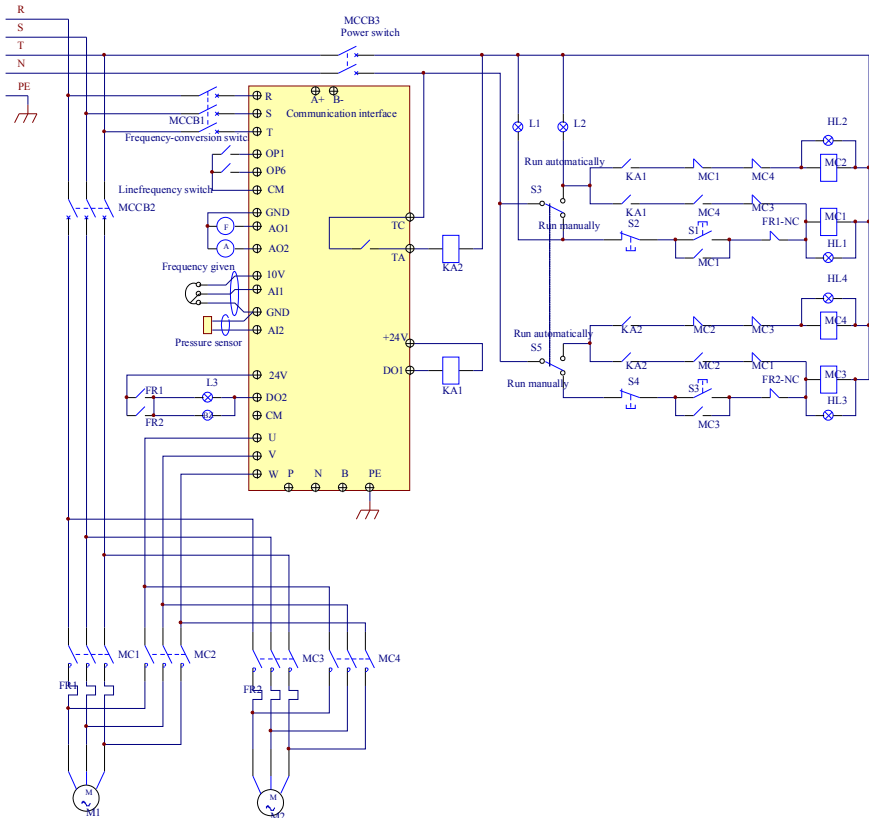 R
S
T
N
PE
MCCB3
Power switch
R
S
T
MCCB1
A+ B-
Communication interface
Frequency-conversion switc
OP1
OP6
CM
Linefrequency switch
MCCB2
GND
AO1
AO2
F
A
Frequency given
10V
AI1
GND
AI2
Pressure sensor
24V
DO2
CM
FR1
FR2
L3
U
V
W
P
N
B
PE
TC
TA
KA2
+24V
DO1
KA1
L1
L2
HL2
Run automatically
KA1
MC1
MC4
MC2
S3
KA1
MC4
MC3
MC1
Run manually
S2
S1
FR1-NC
MC1
HL1
HL4
Run automatically
KA2
MC2
MC3
MC4
S5
KA2
MC2
MC1
MC3
Run manually
S4
S3
FR2-NC
MC3
HL3
MC1
MC2
MC3
MC4
FR1
FR2
M
M1
M
M2